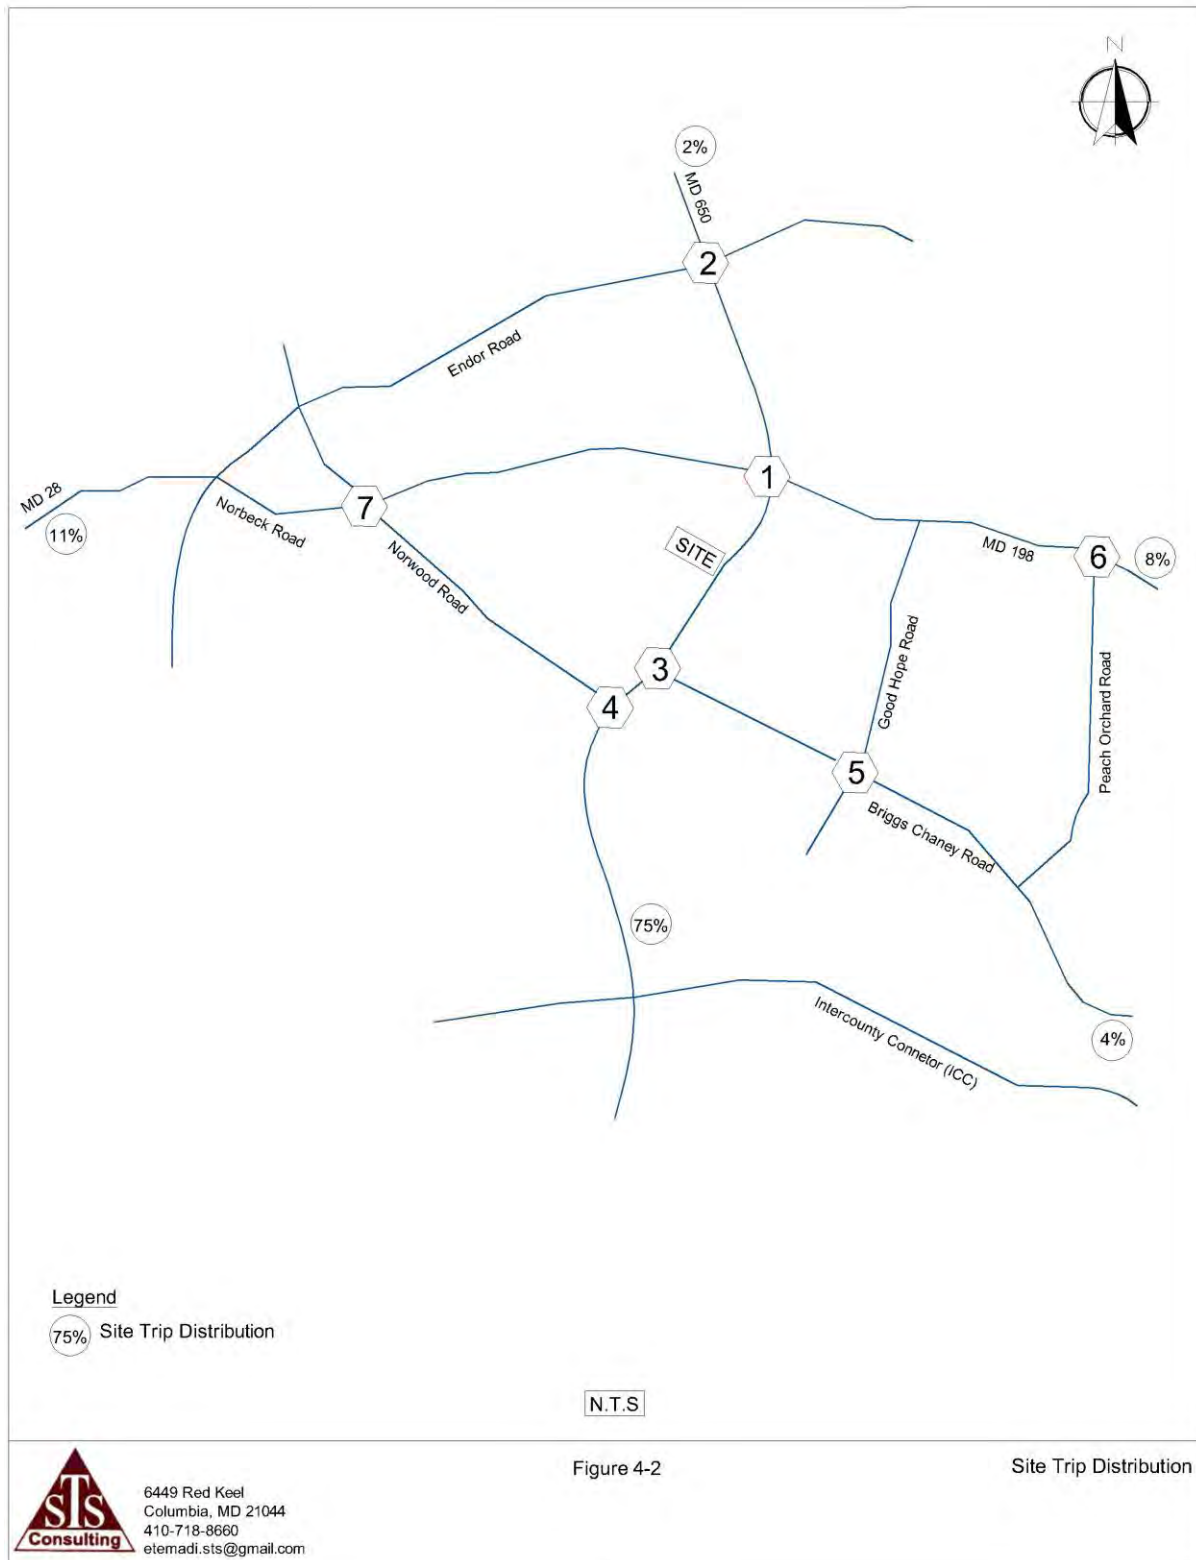 N
2%
MD 650
2
Endor Road
1
MD 28
11%
Norbeck Road
7
Norwood Road
SITE
MD 198
6
8%
3
4
Good Hope Road
Peach Orchard Road
5
Briggs Chaney Road
75%
Intercounty Connetor (ICC)
4%
Legend
75% Site Trip Distribution
N.T.S
STS
Consulting
6449 Red Keel
Columbia, MD 21044
410-718-8660
etemadi.sts@gmail.com
Figure 4-2
Site Trip Distribution